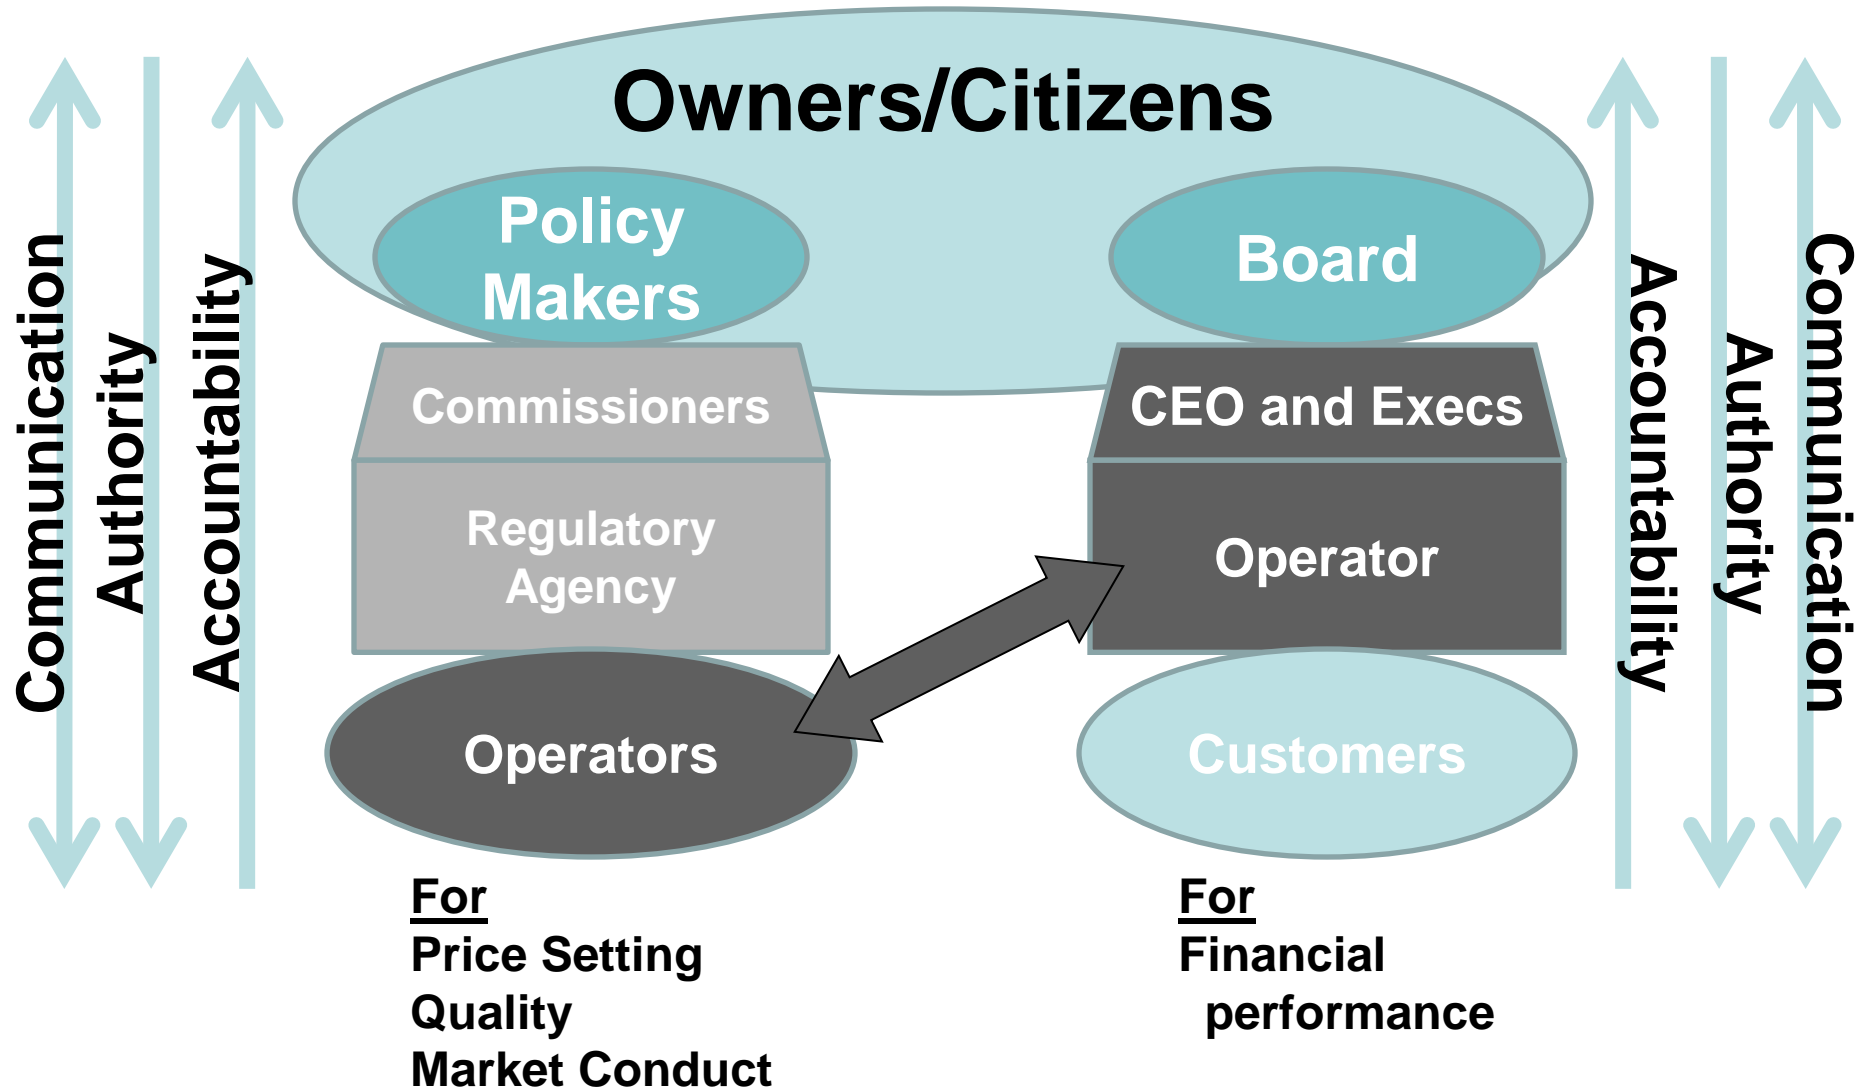 Owners/Citizens
Policy
Makers
Board
Commissioners
CEO and Execs
Regulatory
Agency
Operator
Operators
Customers
Communication
Authority
Accountability
Accountability
Authority
Communication
For
Price Setting
Quality
Market Conduct
For
Financial
performance